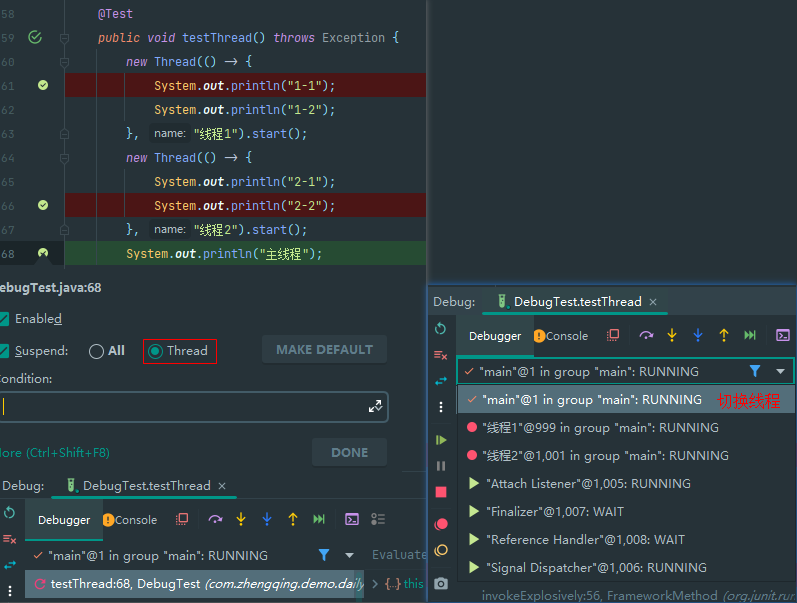 58 @Test
59 public void testThread() throws Exception {
60 new Thread(() -> {
61 System.out.println("1-1");
62 System.out.println("1-2");
63 }, name: "线程1").start();
64 new Thread(() -> {
65 System.out.println("2-1");
66 System.out.println("2-2");
67 }, name: "线程2").start();
68 System.out.println("主线程");
ebugTest.java:68
Enabled
Suspend: All Thread MAKE DEFAULT
ondition:
ore (Ctrl+Shift+F8) DONE
Debug: DebugTest.testThread ×
Debugger Console
"main"@1 in group "main": RUNNING Evaluate
testThread:68, DebugTest (com.zhengqing.demo.daily {...} this
Debug: DebugTest.testThread ×
Debugger Console
"main"@1 in group "main": RUNNING
"main"@1 in group "main": RUNNING 切换线程
"线程1"@999 in group "main": RUNNING
"线程2"@1,001 in group "main": RUNNING
"Attach Listener"@1,005: RUNNING
"Finalizer"@1,007: WAIT
"Reference Handler"@1,008: WAIT
"Signal Dispatcher"@1,006: RUNNING
invokeExplosively:56, FrameworkMethod (org.junit.rur